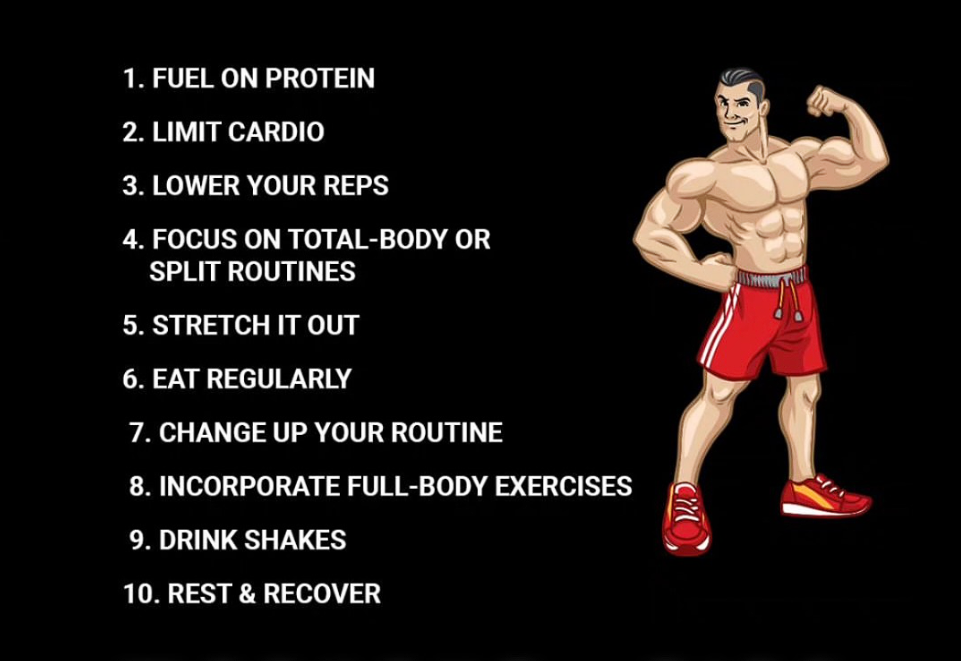 1. FUEL ON PROTEIN
2. LIMIT CARDIO
3. LOWER YOUR REPS
4. FOCUS ON TOTAL-BODY OR
SPLIT ROUTINES
5. STRETCH IT OUT
6. EAT REGULARLY
7. CHANGE UP YOUR ROUTINE
8. INCORPORATE FULL-BODY EXERCISES
9. DRINK SHAKES
10. REST & RECOVER